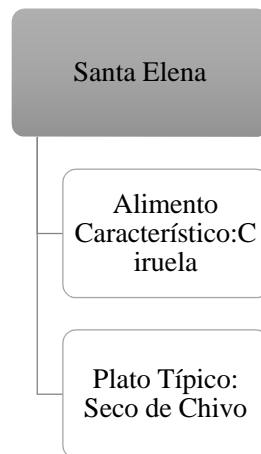 Santa Elena
Alimento
Característico:C
iruela
Plato Típico:
Seco de Chivo